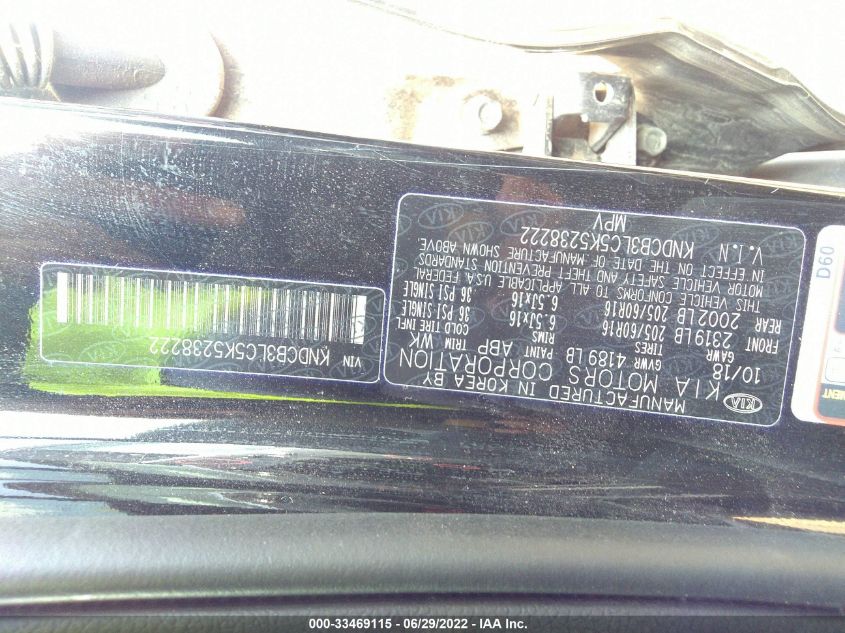 KIA
MANUFACTURED IN KOREA BY
KIA MOTORS CORPORATION
10/18 GVWR 4189 LB PAINT ABP TRIM WK
GAWR TIRES RIMS COLD TIRE INFL
FRONT 2319LB 205/60R16 6.5Jx16 36 PSI SINGLE
REAR 2002LB 205/60R16 6.5Jx16 36 PSI SINGLE
THIS VEHICLE CONFORMS TO ALL APPLICABLE U.S.A. FEDERAL
MOTOR VEHICLE SAFETY AND THEFT PREVENTION STANDARDS
IN EFFECT ON THE DATE OF MANUFACTURE SHOWN ABOVE.
V.I.N KNDCB3LC5K5238222
MPV
VIN KNDCB3LC5K5238222
D60
000-33469115 - 06/29/2022 - IAA Inc.